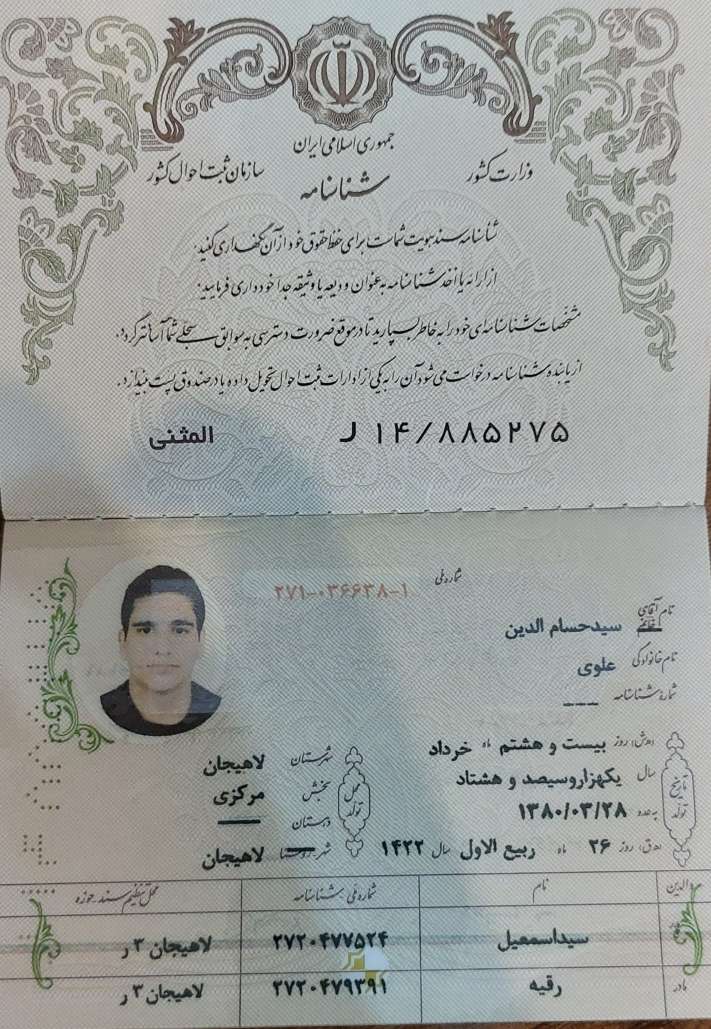 جمهوری اسلامی ایران
وزارت کشور
سازمان ثبت احوال کشور
شناسنامه
شناسنامه سند هویت شماست برای حفظ حقوق خود از آن نگهداری کنید.
از ارائه یا اخذ شناسنامه به عنوان ودیعه یا وثیقه جداً خودداری فرمایید.
مشخصات شناسنامه‌ای خود را به خاطر بسپارید تا در موقع ضرورت دسترسی به سوابق سجلی شما آسانتر گردد.
از یابنده شناسنامه درخواست می‌شود آن را به یکی از ادارات ثبت احوال تحویل داده یا در صندوق پست بیندازد.
ر ۱۴/۸۸۵۲۷۵ المثنی
شماره ملی
۲۷۱-۰۳۶۶۳۸-۱
نام آقای خانم سیدحسام الدین
نام خانوادگی علوی
شماره شناسنامه ---
تاریخ تولد
(ه‍.ش) روز بیست و هشتم ماه خرداد
سال یکهزاروسیصد و هشتاد
به عدد ۱۳۸۰/۰۳/۲۸
(ه‍.ق) روز ۲۶ ماه ربیع الاول سال ۱۴۲۲
محل تولد
شهرستان لاهیجان
بخش مرکزی
دهستان
شهر روستا لاهیجان
والدین نام شماره ملی شناسنامه محل تنظیم سند حوزه
پدر سیداسمعیل ۲۷۲۰۴۷۷۵۲۴ لاهیجان ۳ ر
مادر رقیه ۲۷۲۰۴۷۹۳۹۱ لاهیجان ۳ ر